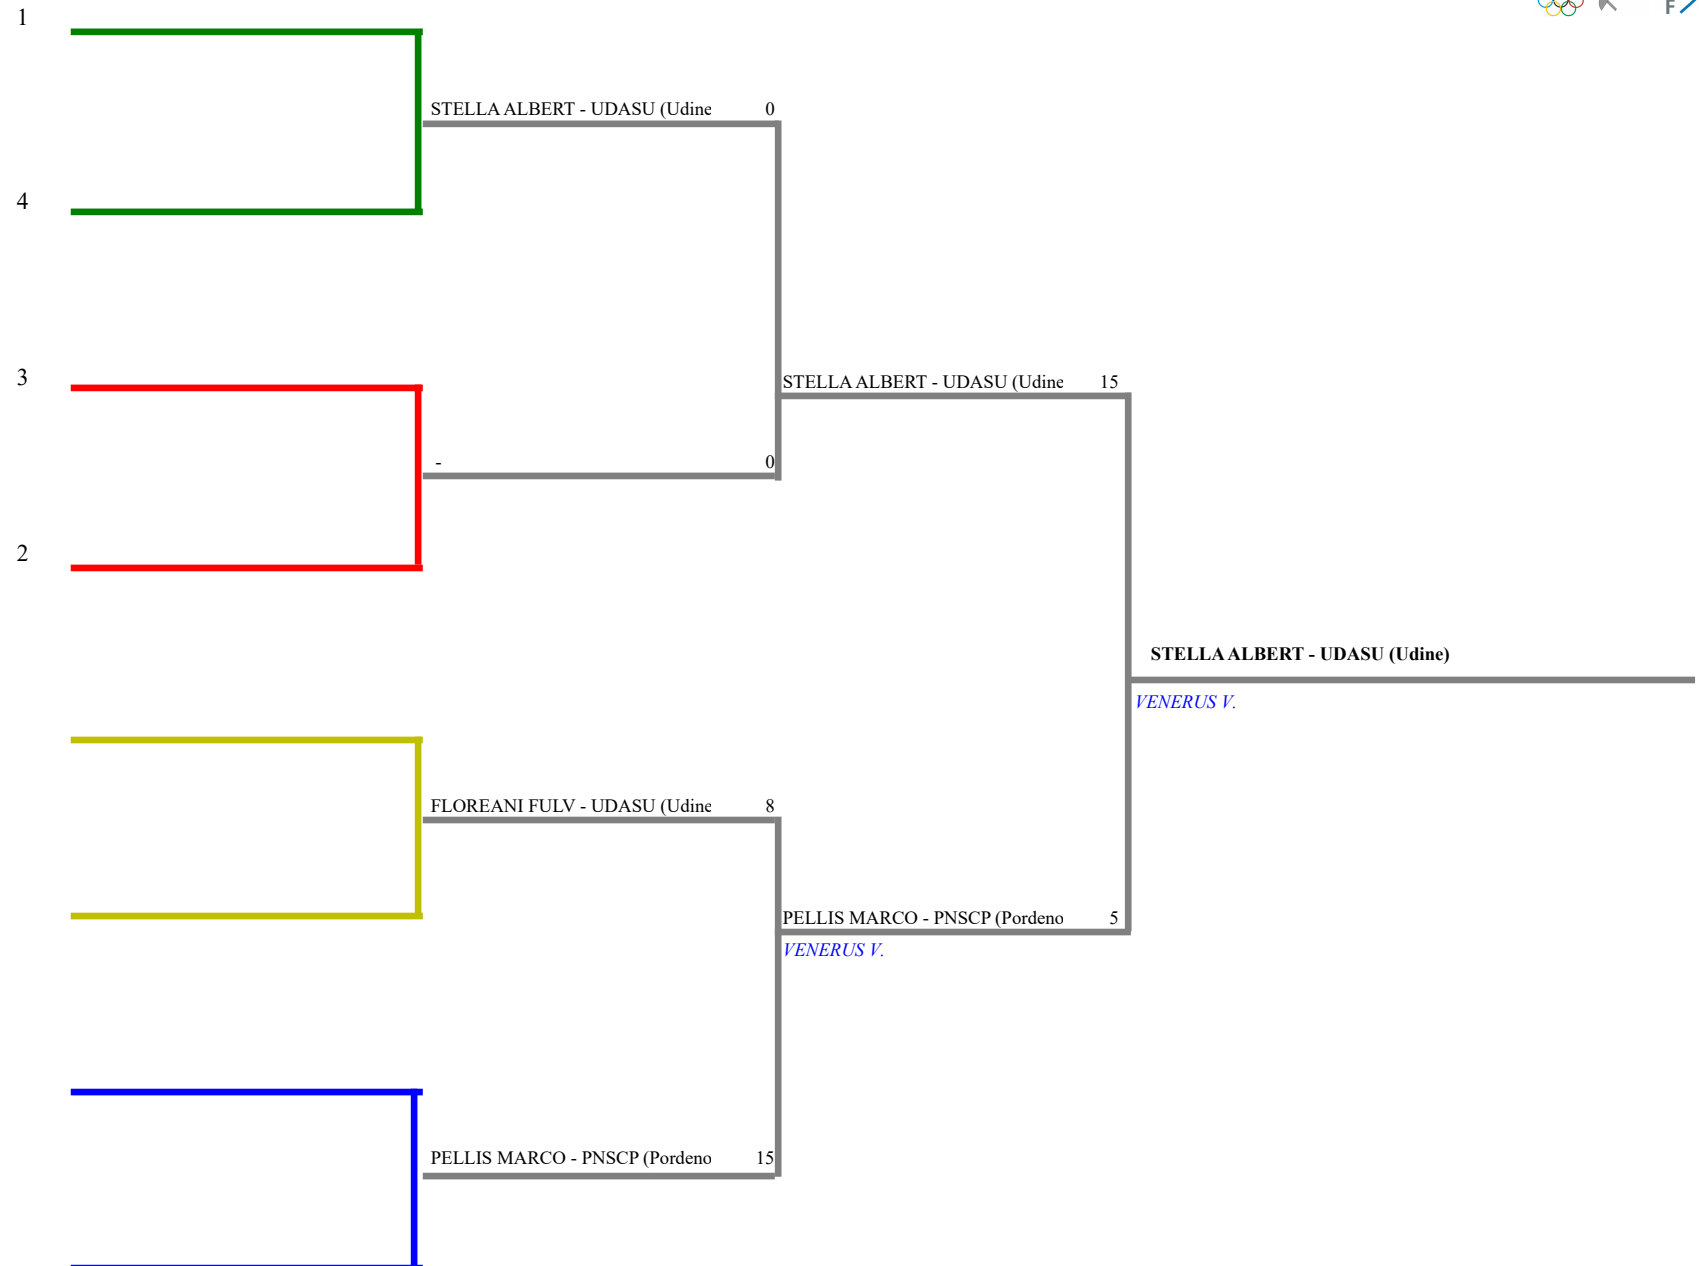 F
1
STELLA ALBERT - UDASU (Udine 0
4
3
STELLA ALBERT - UDASU (Udine 15
- 0
2
STELLA ALBERT - UDASU (Udine)
VENERUS V.
FLOREANI FULV - UDASU (Udine 8
PELLIS MARCO - PNSCP (Pordeno 5
VENERUS V.
PELLIS MARCO - PNSCP (Pordeno 15